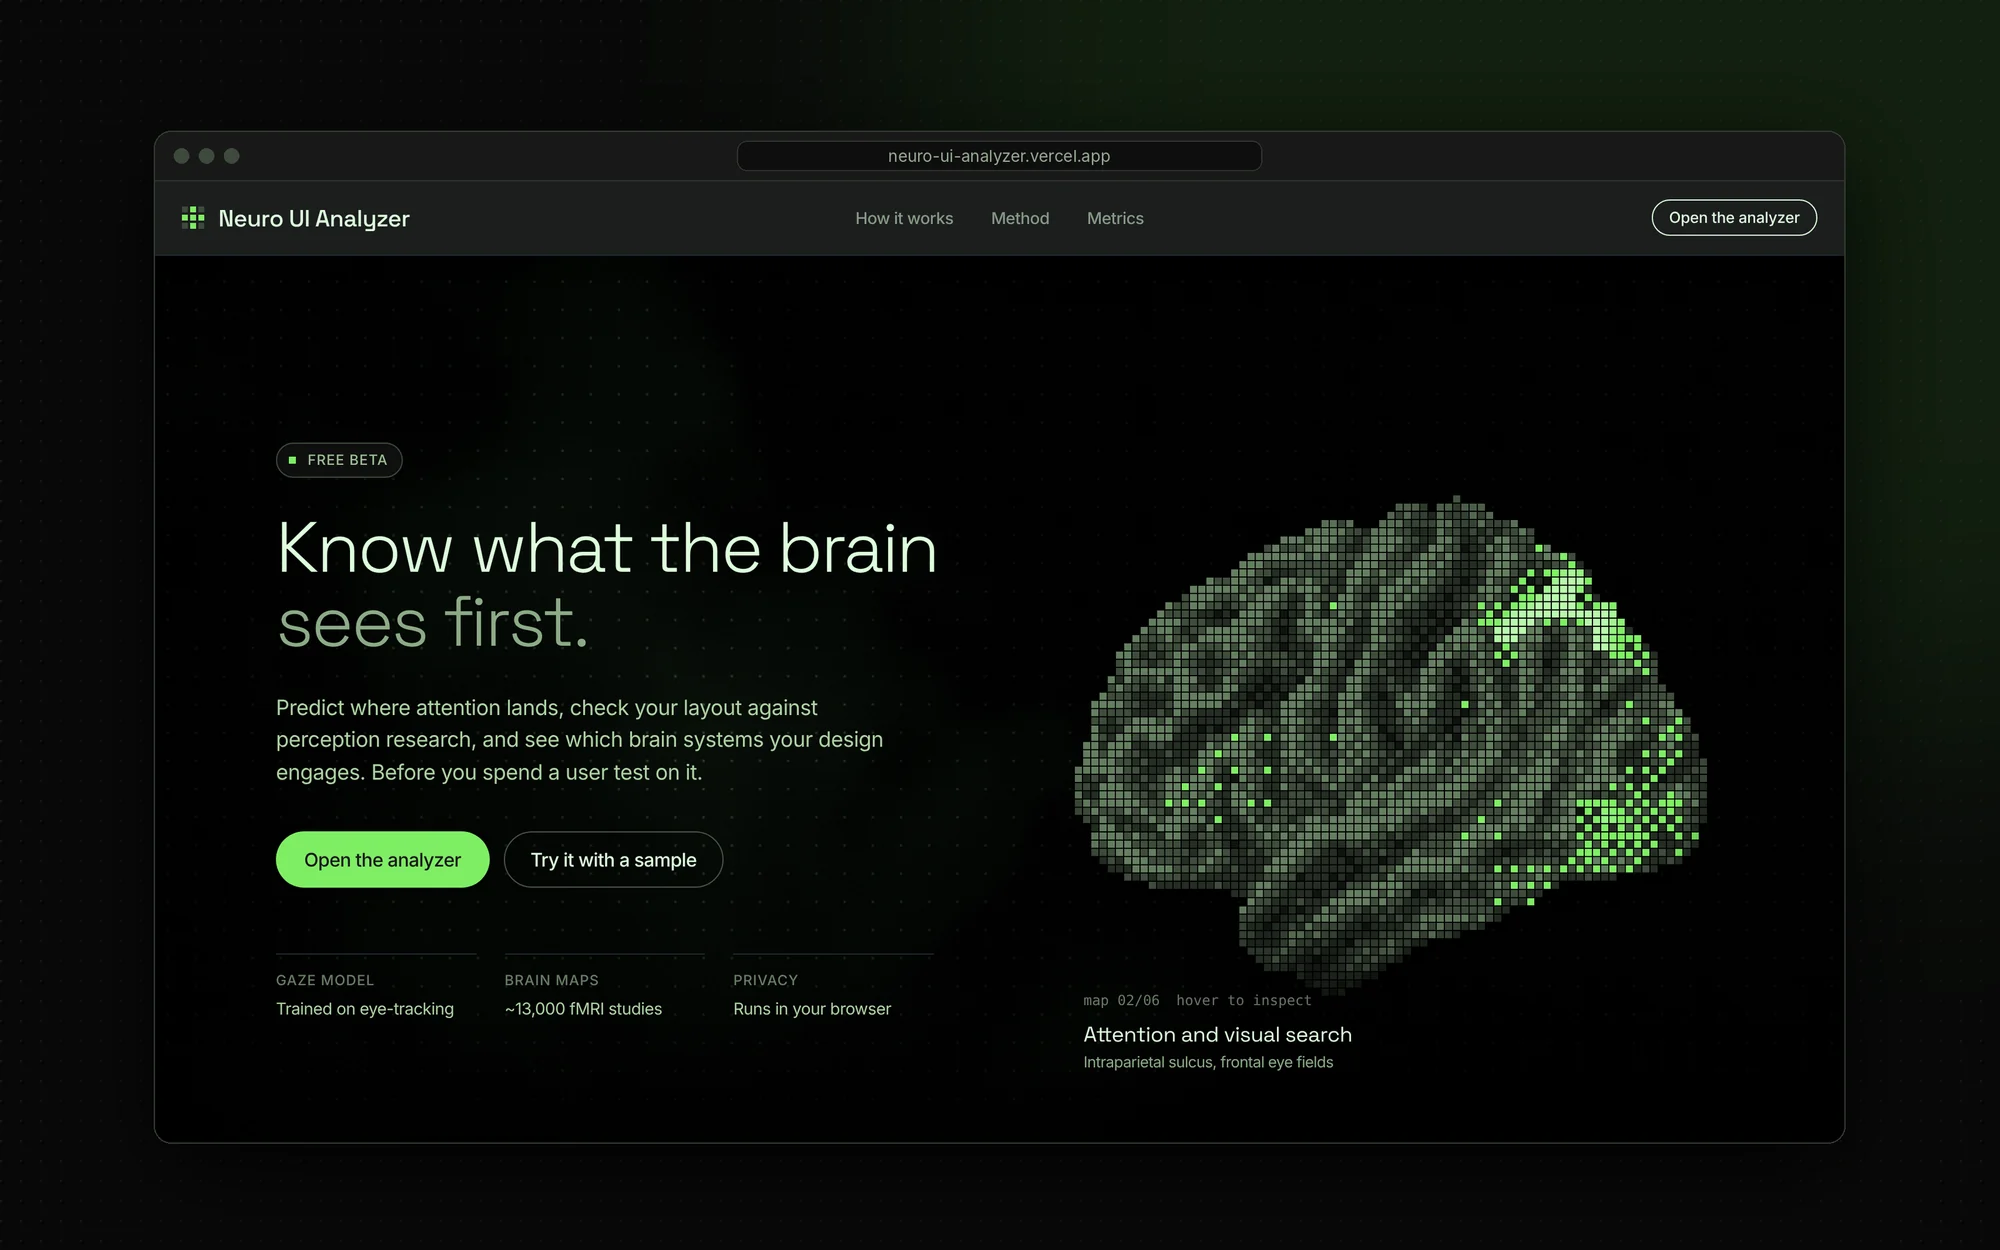 neuro-ui-analyzer.vercel.app
Neuro UI Analyzer
How it works
Method
Metrics
Open the analyzer
FREE BETA
Know what the brain
sees first.
Predict where attention lands, check your layout against
perception research, and see which brain systems your design
engages. Before you spend a user test on it.
Open the analyzer
Try it with a sample
GAZE MODEL
Trained on eye-tracking
BRAIN MAPS
~13,000 fMRI studies
PRIVACY
Runs in your browser
map 02/06 hover to inspect
Attention and visual search
Intraparietal sulcus, frontal eye fields